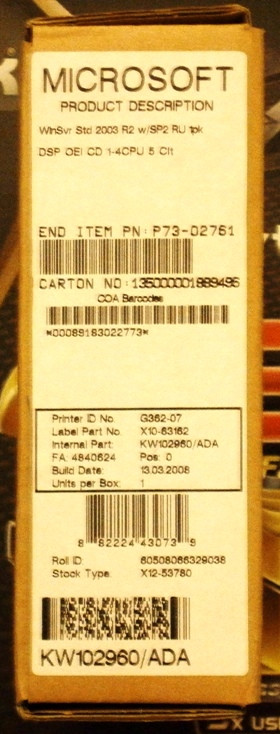 MICROSOFT
PRODUCT DESCRIPTION
WinSvr Std 2003 R2 w/SP2 RU 1pk
DSP OEI CD 1-4CPU 5 Clt
END ITEM PN: P73-02761
CARTON NO:135000001889495
COA Barcodes
*00089183022773*
Printer ID No. G362-07
Label Part No. X10-63162
Internal Part: KW102960/ADA
FA: 4840624 Pos: 0
Build Date: 13.03.2008
Units per Box: 1
8 82224 43073 9
Roll ID 60508066329038
Stock Type X12-53780
KW102960/ADA